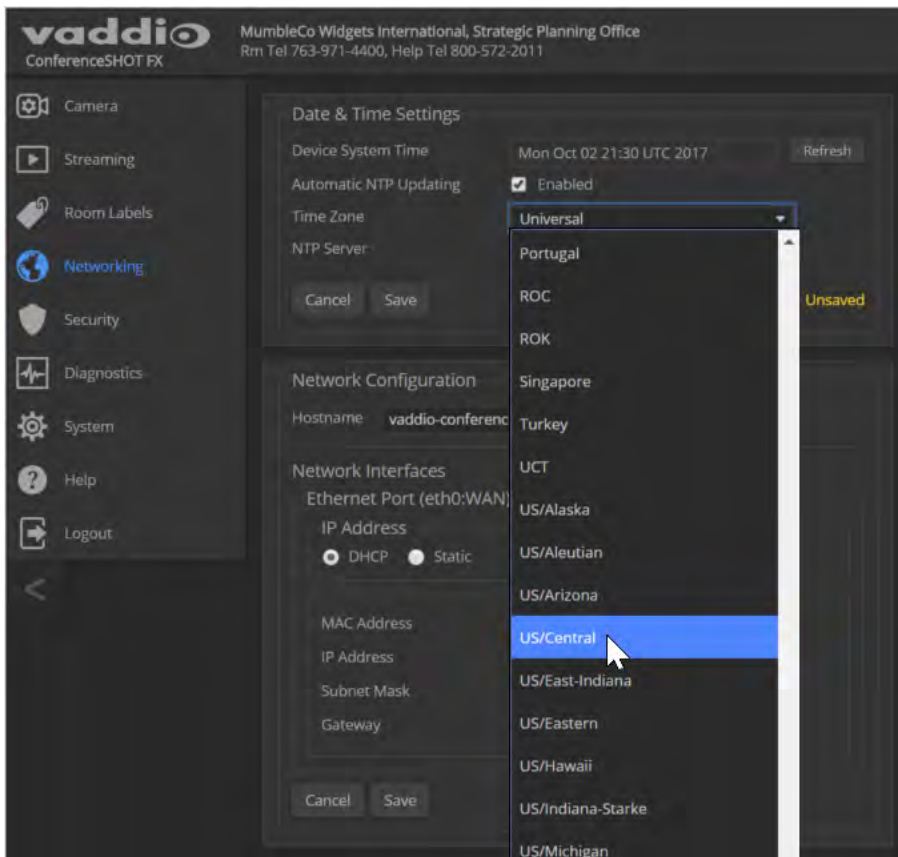 vaddio
ConferenceSHOT FX
MumbleCo Widgets International, Strategic Planning Office
Rm Tel 763-971-4400, Help Tel 800-572-2011
Camera
Streaming
Room Labels
Networking
Security
Diagnostics
System
Help
Logout
<
Date & Time Settings
Device System Time Mon Oct 02 21:30 UTC 2017 Refresh
Automatic NTP Updating Enabled
Time Zone Universal
NTP Server
Cancel Save Unsaved
Portugal
ROC
ROK
Singapore
Turkey
UCT
US/Alaska
US/Aleutian
US/Arizona
US/Central
US/East-Indiana
US/Eastern
US/Hawaii
US/Indiana-Starke
US/Michigan
Network Configuration
Hostname vaddio-conferenc
Network Interfaces
Ethernet Port (eth0:WAN)
IP Address
DHCP Static
MAC Address
IP Address
Subnet Mask
Gateway
Cancel Save